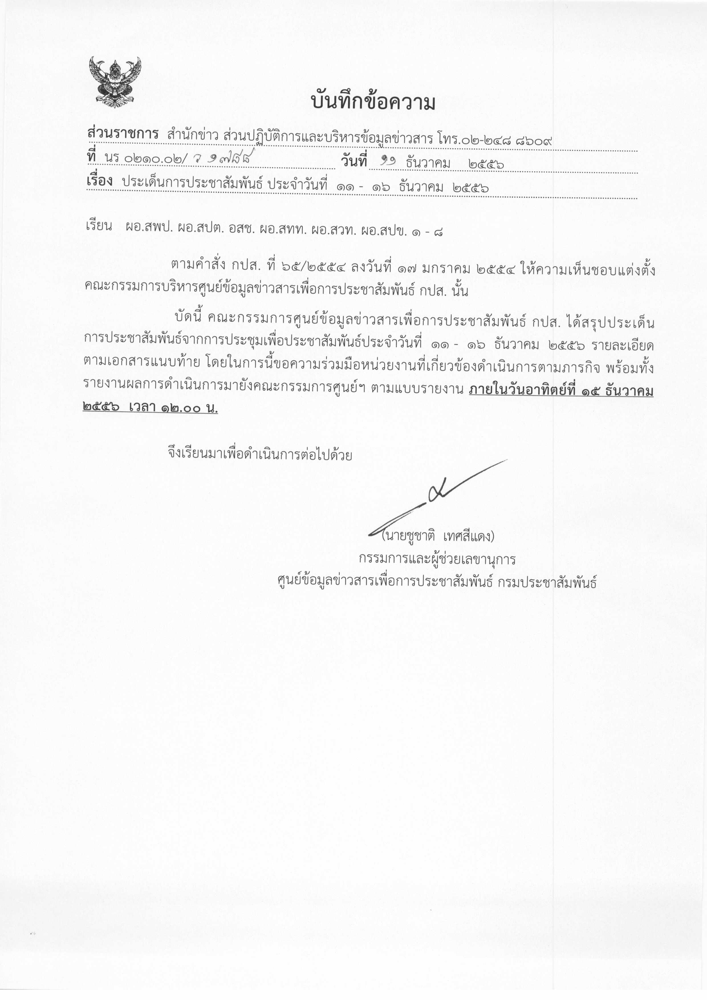 บันทึกข้อความ
ส่วนราชการ สำนักข่าว ส่วนปฏิบัติการและบริหารข้อมูลข่าวสาร โทร.๐๒-๒๔๘ ๘๖๐๙
ที่ นร ๐๒๑๐.๐๒/ ว ๑๗๘๘ วันที่ ๑๑ ธันวาคม ๒๕๕๖
เรื่อง ประเด็นการประชาสัมพันธ์ ประจำวันที่ ๑๑ - ๑๖ ธันวาคม ๒๕๕๖
เรียน ผอ.สพป. ผอ.สปต. อสช. ผอ.สทท. ผอ.สวท. ผอ.สปข. ๑ - ๘
ตามคำสั่ง กปส. ที่ ๖๕/๒๕๕๔ ลงวันที่ ๑๗ มกราคม ๒๕๕๔ ให้ความเห็นชอบแต่งตั้ง
คณะกรรมการบริหารศูนย์ข้อมูลข่าวสารเพื่อการประชาสัมพันธ์ กปส. นั้น
บัดนี้ คณะกรรมการศูนย์ข้อมูลข่าวสารเพื่อการประชาสัมพันธ์ กปส. ได้สรุปประเด็น
การประชาสัมพันธ์จากการประชุมเพื่อประชาสัมพันธ์ประจำวันที่ ๑๑ - ๑๖ ธันวาคม ๒๕๕๖ รายละเอียด
ตามเอกสารแนบท้าย โดยในการนี้ขอความร่วมมือหน่วยงานที่เกี่ยวข้องดำเนินการตามภารกิจ พร้อมทั้ง
รายงานผลการดำเนินการมายังคณะกรรมการศูนย์ฯ ตามแบบรายงาน ภายในวันอาทิตย์ที่ ๑๕ ธันวาคม
๒๕๕๖ เวลา ๑๒.๐๐ น.
จึงเรียนมาเพื่อดำเนินการต่อไปด้วย
(นายชูชาติ เทศสีแดง)
กรรมการและผู้ช่วยเลขานุการ
ศูนย์ข้อมูลข่าวสารเพื่อการประชาสัมพันธ์ กรมประชาสัมพันธ์